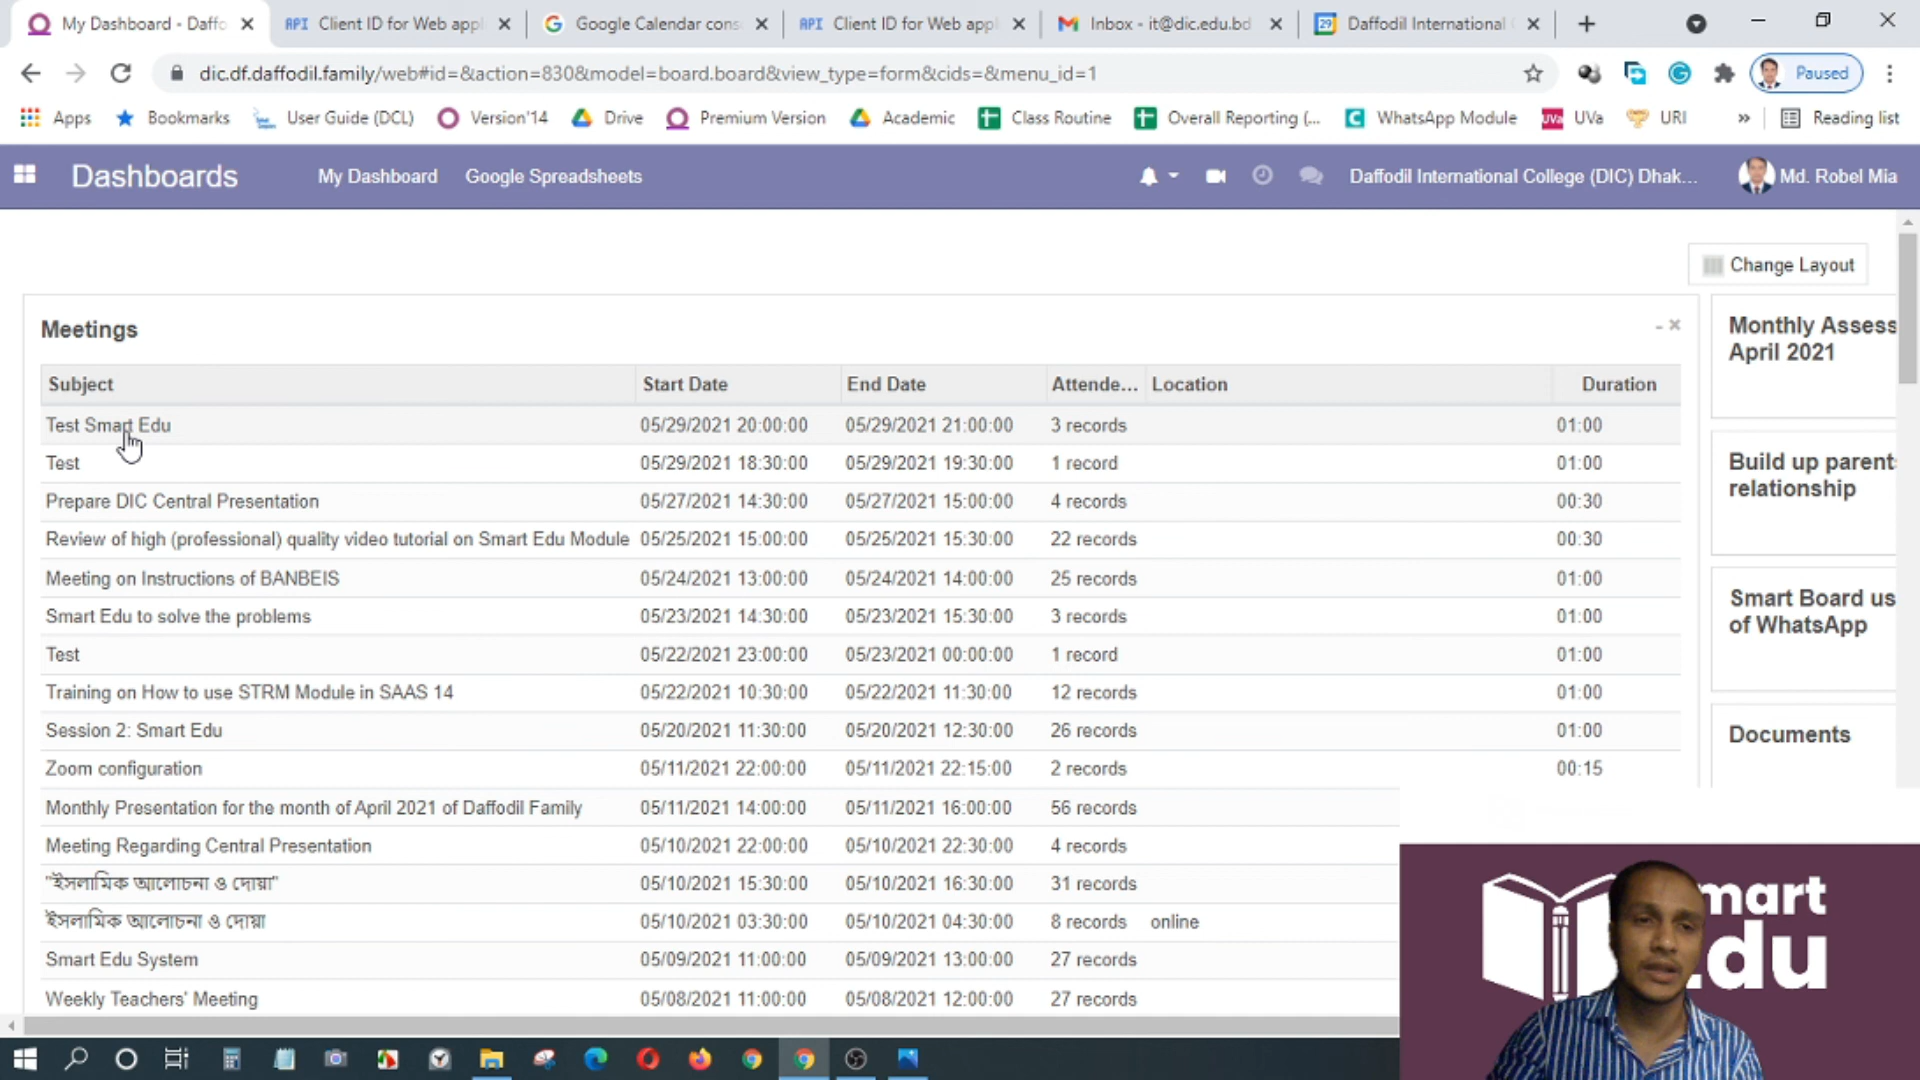 My Dashboard - Daffo
API Client ID for Web appl
Google Calendar cons
API Client ID for Web appl
Inbox - it@dic.edu.bd
29 Daffodil International C
dic.df.daffodil.family/web#id=&action=830&model=board.board&view_type=form&cids=&menu_id=1
Paused
Apps Bookmarks User Guide (DCL) Version'14 Drive Premium Version Academic Class Routine Overall Reporting (... WhatsApp Module UVa UVa URI » Reading list
Dashboards My Dashboard Google Spreadsheets Daffodil International College (DIC) Dhak... Md. Robel Mia
Change Layout
Meetings
Subject Start Date End Date Attende... Location Duration
Test Smart Edu 05/29/2021 20:00:00 05/29/2021 21:00:00 3 records 01:00
Test 05/29/2021 18:30:00 05/29/2021 19:30:00 1 record 01:00
Prepare DIC Central Presentation 05/27/2021 14:30:00 05/27/2021 15:00:00 4 records 00:30
Review of high (professional) quality video tutorial on Smart Edu Module 05/25/2021 15:00:00 05/25/2021 15:30:00 22 records 00:30
Meeting on Instructions of BANBEIS 05/24/2021 13:00:00 05/24/2021 14:00:00 25 records 01:00
Smart Edu to solve the problems 05/23/2021 14:30:00 05/23/2021 15:30:00 3 records 01:00
Test 05/22/2021 23:00:00 05/23/2021 00:00:00 1 record 01:00
Training on How to use STRM Module in SAAS 14 05/22/2021 10:30:00 05/22/2021 11:30:00 12 records 01:00
Session 2: Smart Edu 05/20/2021 11:30:00 05/20/2021 12:30:00 26 records 01:00
Zoom configuration 05/11/2021 22:00:00 05/11/2021 22:15:00 2 records 00:15
Monthly Presentation for the month of April 2021 of Daffodil Family 05/11/2021 14:00:00 05/11/2021 16:00:00 56 records
Meeting Regarding Central Presentation 05/10/2021 22:00:00 05/10/2021 22:30:00 4 records
"ইসলামিক আলোচনা ও দোয়া" 05/10/2021 15:30:00 05/10/2021 16:30:00 31 records
ইসলামিক আলোচনা ও দোয়া 05/10/2021 03:30:00 05/10/2021 04:30:00 8 records online
Smart Edu System 05/09/2021 11:00:00 05/09/2021 13:00:00 27 records
Weekly Teachers' Meeting 05/08/2021 11:00:00 05/08/2021 12:00:00 27 records
Monthly Assess
April 2021
Build up parent
relationship
Smart Board us
of WhatsApp
Documents
mart
Edu